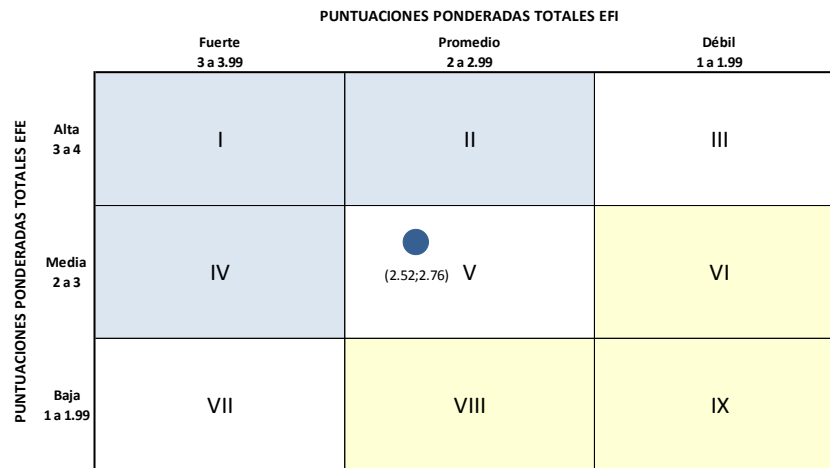 PUNTUACIONES PONDERADAS TOTALES EFI
Fuerte
3 a 3.99
Promedio
2 a 2.99
Débil
1 a 1.99
PUNTUACIONES PONDERADAS TOTALES EFE
Alta
3 a 4
I
II
III
Media
2 a 3
IV
(2.52;2.76)
V
VI
Baja
1 a 1.99
VII
VIII
IX